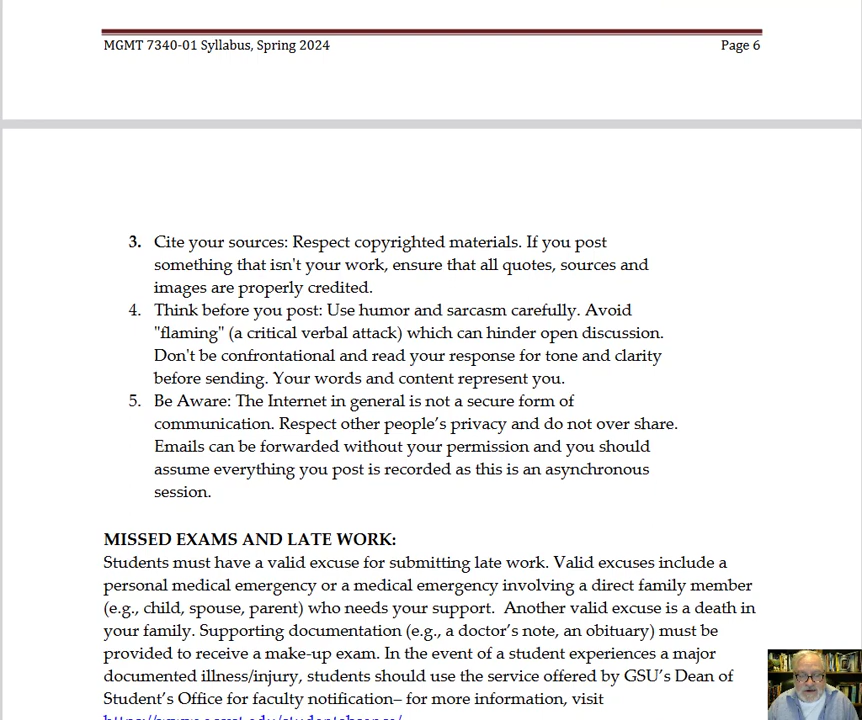 MGMT 7340-01 Syllabus, Spring 2024 Page 6
3. Cite your sources: Respect copyrighted materials. If you post
something that isn't your work, ensure that all quotes, sources and
images are properly credited.
4. Think before you post: Use humor and sarcasm carefully. Avoid
"flaming" (a critical verbal attack) which can hinder open discussion.
Don't be confrontational and read your response for tone and clarity
before sending. Your words and content represent you.
5. Be Aware: The Internet in general is not a secure form of
communication. Respect other people’s privacy and do not over share.
Emails can be forwarded without your permission and you should
assume everything you post is recorded as this is an asynchronous
session.
MISSED EXAMS AND LATE WORK:
Students must have a valid excuse for submitting late work. Valid excuses include a
personal medical emergency or a medical emergency involving a direct family member
(e.g., child, spouse, parent) who needs your support. Another valid excuse is a death in
your family. Supporting documentation (e.g., a doctor’s note, an obituary) must be
provided to receive a make-up exam. In the event of a student experiences a major
documented illness/injury, students should use the service offered by GSU’s Dean of
Student’s Office for faculty notification– for more information, visit